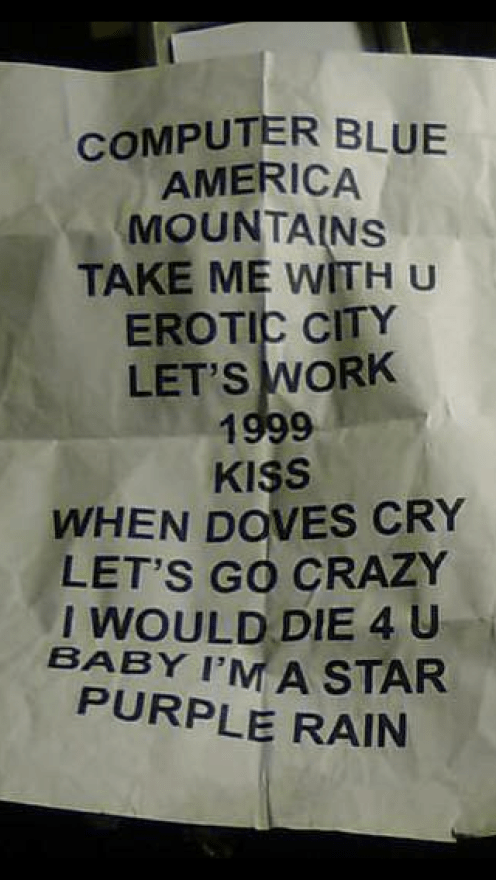 COMPUTER BLUE
AMERICA
MOUNTAINS
TAKE ME WITH U
EROTIC CITY
LET'S WORK
1999
KISS
WHEN DOVES CRY
LET'S GO CRAZY
I WOULD DIE 4 U
BABY I'M A STAR
PURPLE RAIN